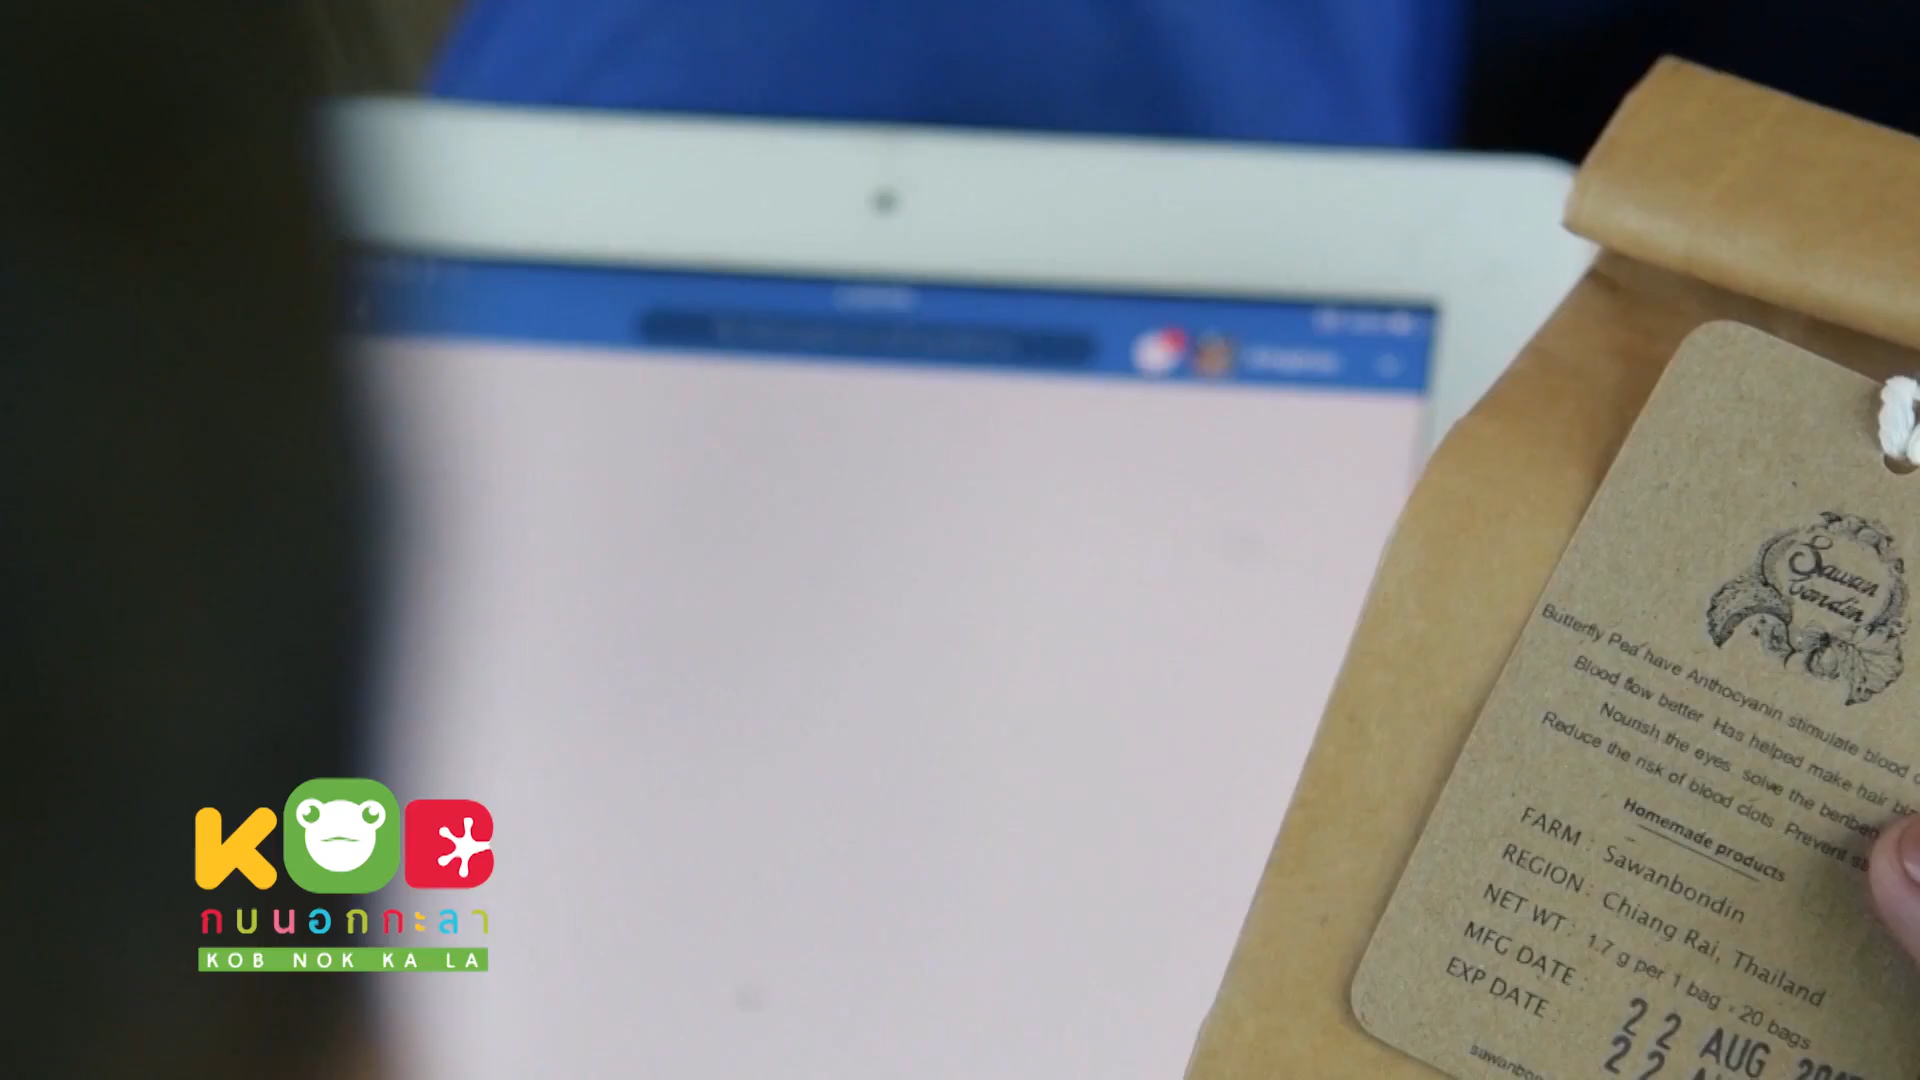 Sawan
bondin
Butterfly Pea have Anthocyanin stimulate blood
Blood flow better. Has helped make hair
Nourish the eyes, solve the
Reduce the risk of blood clots. Prevent
Homemade products
FARM : Sawanbondin
REGION : Chiang Rai, Thailand
NET WT : 1.7 g per 1 bag × 20 bags
MFG DATE : 22 AUG
EXP DATE : 22
KOB
กบนอกกะลา
KOB NOK KA LA